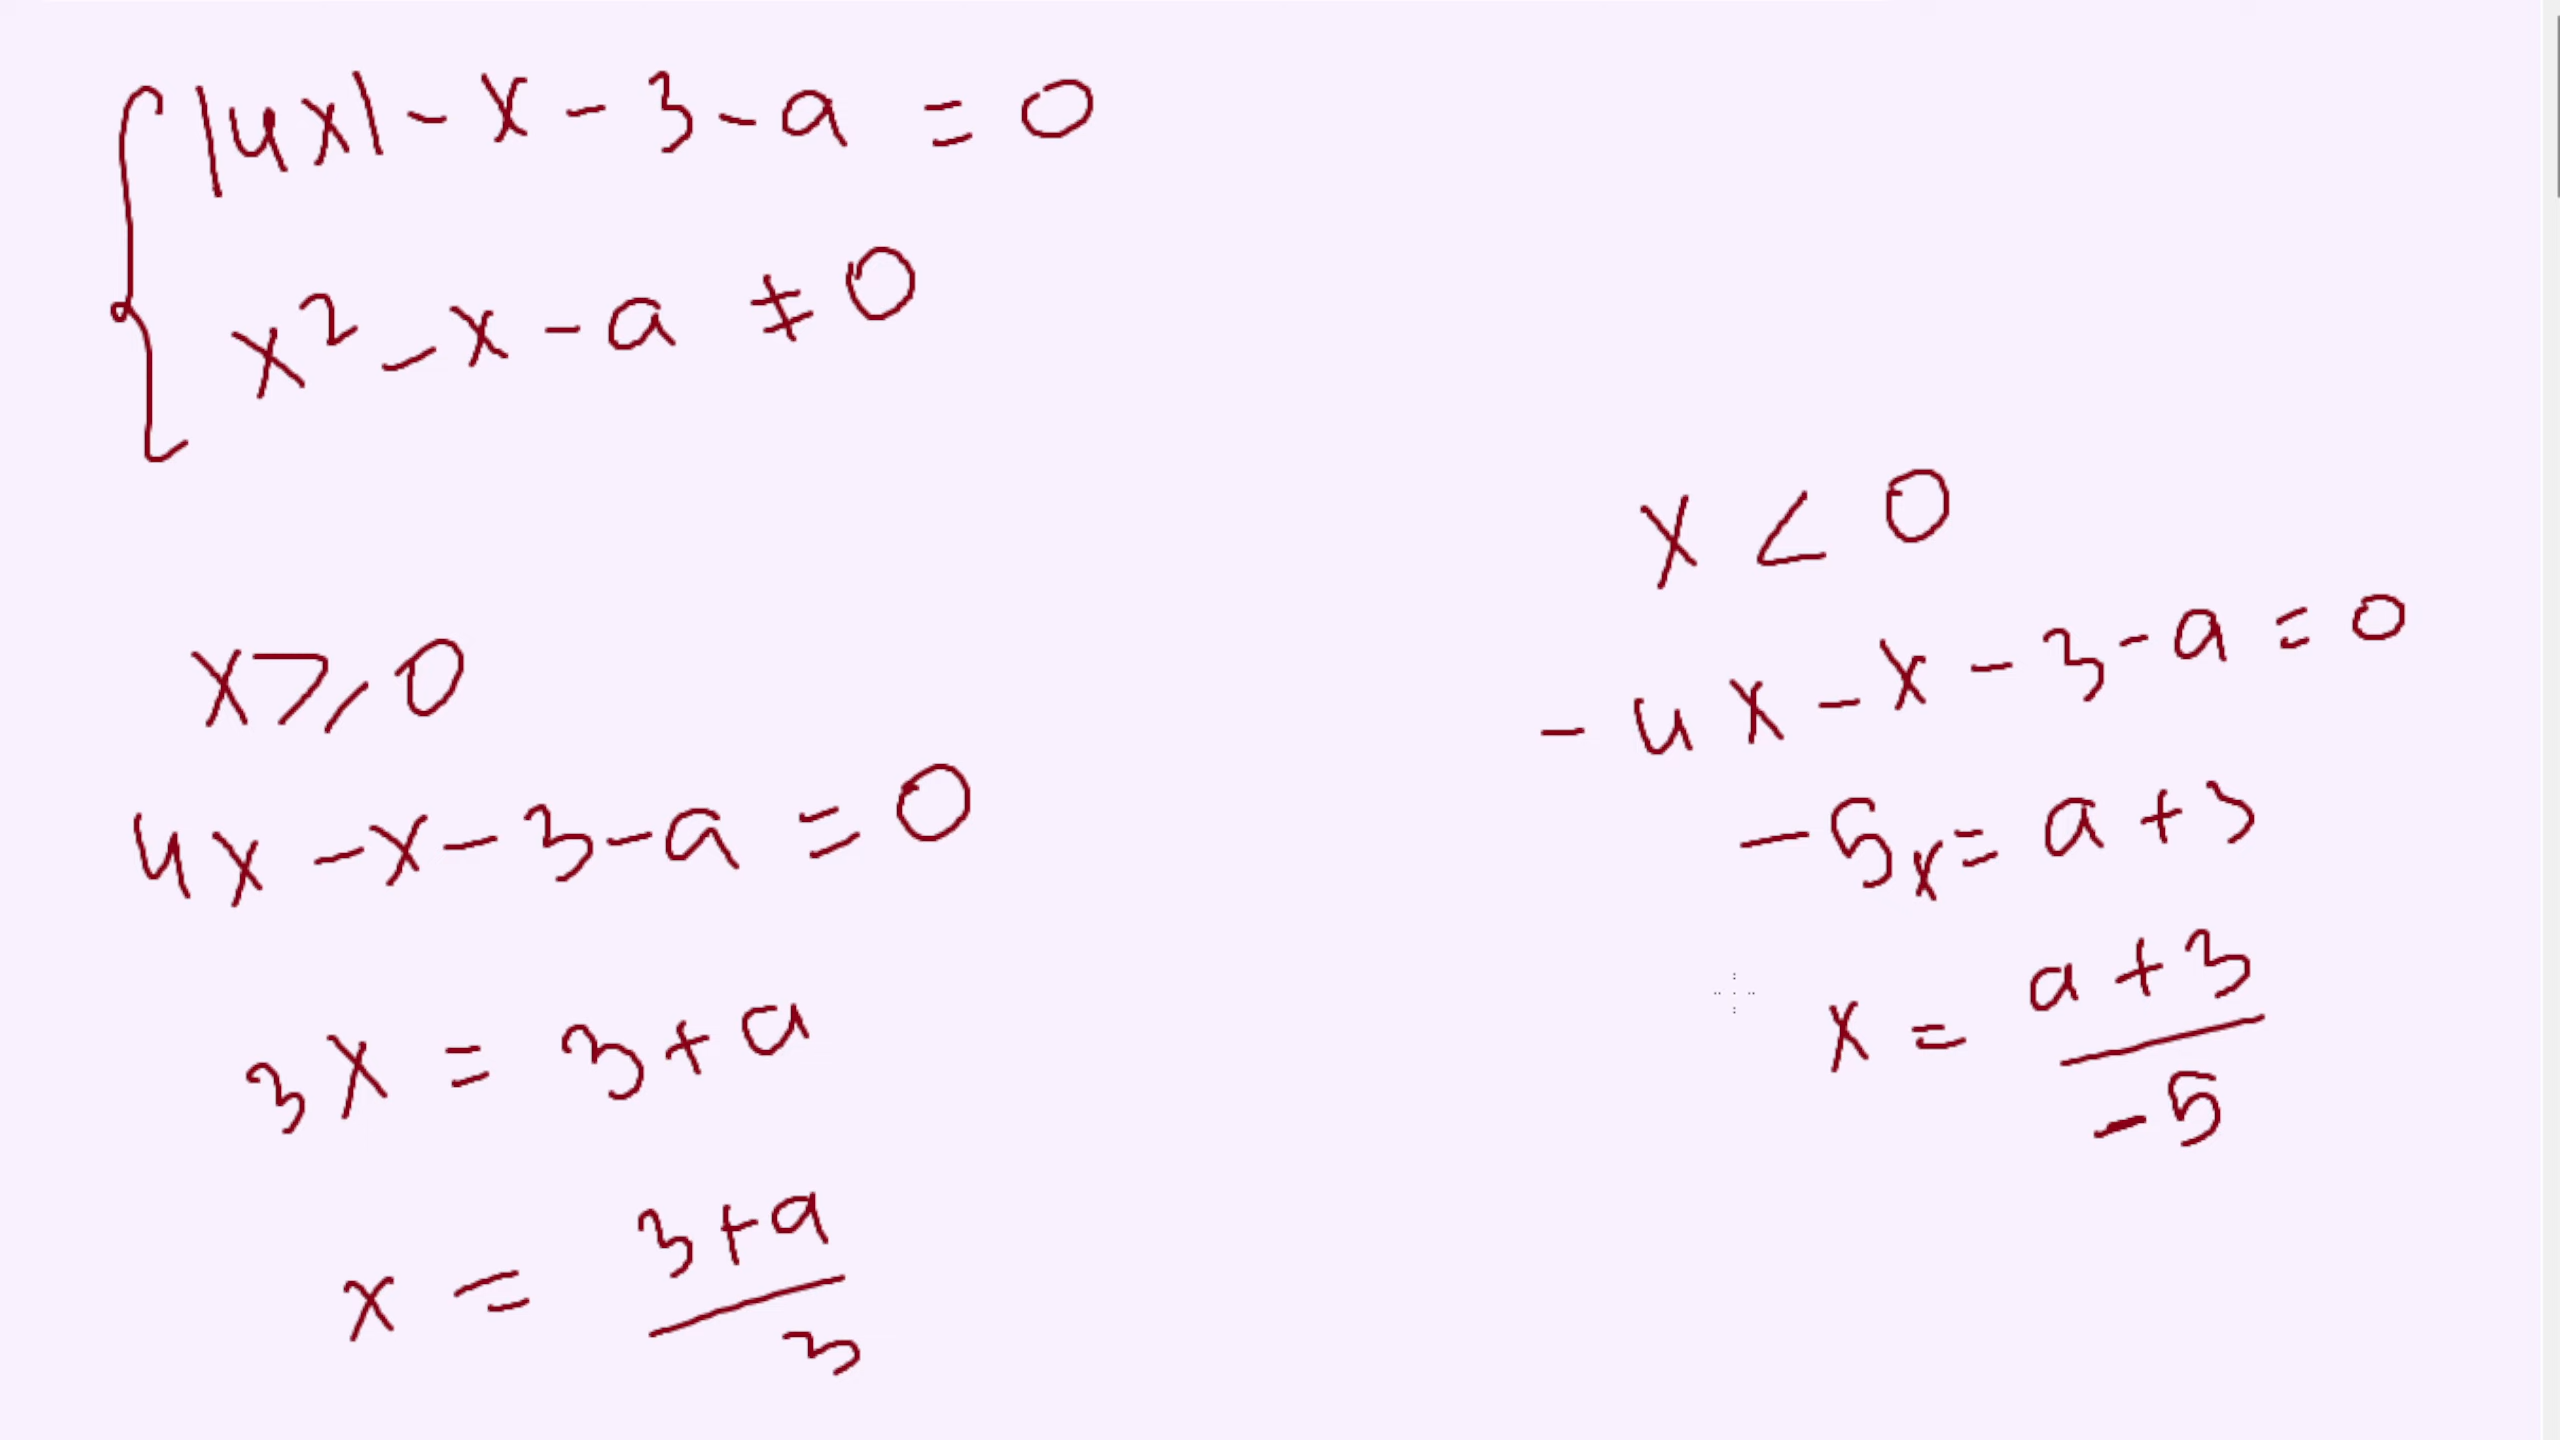 |4x| - x - 3 - a = 0
x² - x - a ≠ 0
x ⩾ 0
4x - x - 3 - a = 0
3x = 3 + a
x = (3+a)/3
x < 0
- 4x - x - 3 - a = 0
- 5x = a + 3
x = (a+3)/(-5)